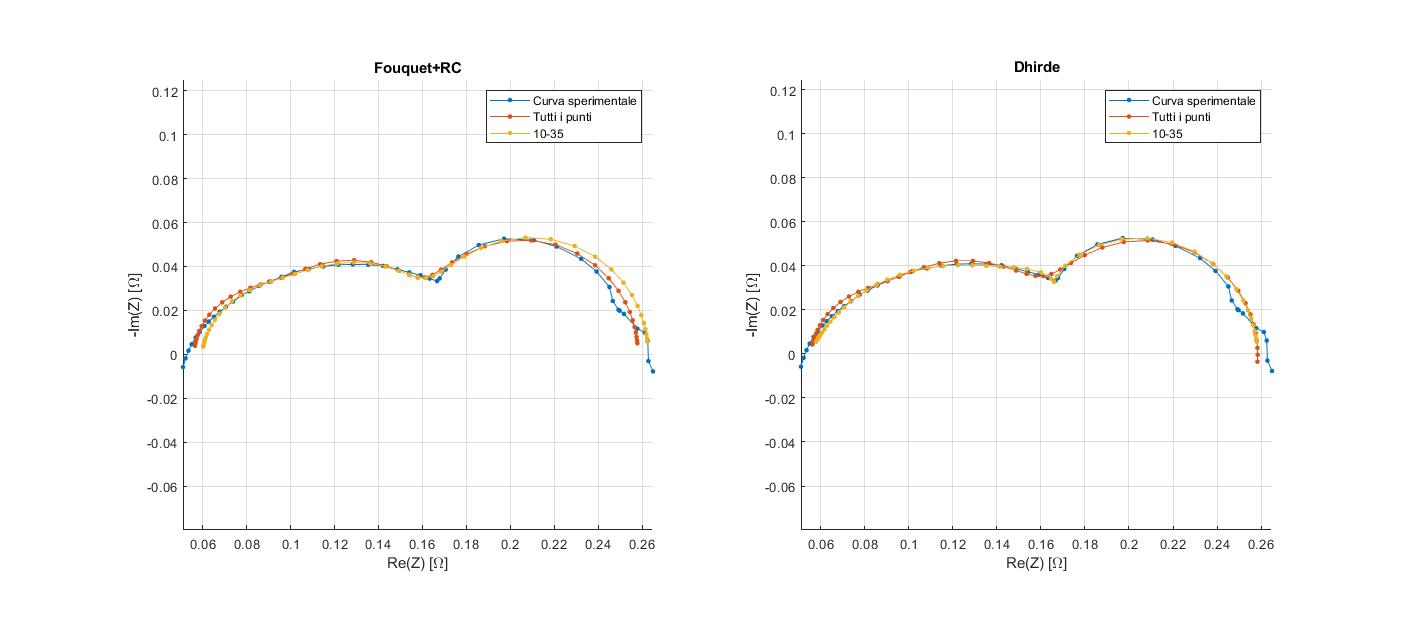 Fouquet+RC
Curva sperimentale
Tutti i punti
10-35
0.12
0.1
0.08
0.06
0.04
0.02
0
-0.02
-0.04
-0.06
-Im(Z) [Ω]
0.06 0.08 0.1 0.12 0.14 0.16 0.18 0.2 0.22 0.24 0.26
Re(Z) [Ω]
Dhirde
Curva sperimentale
Tutti i punti
10-35
0.12
0.1
0.08
0.06
0.04
0.02
0
-0.02
-0.04
-0.06
-Im(Z) [Ω]
0.06 0.08 0.1 0.12 0.14 0.16 0.18 0.2 0.22 0.24 0.26
Re(Z) [Ω]